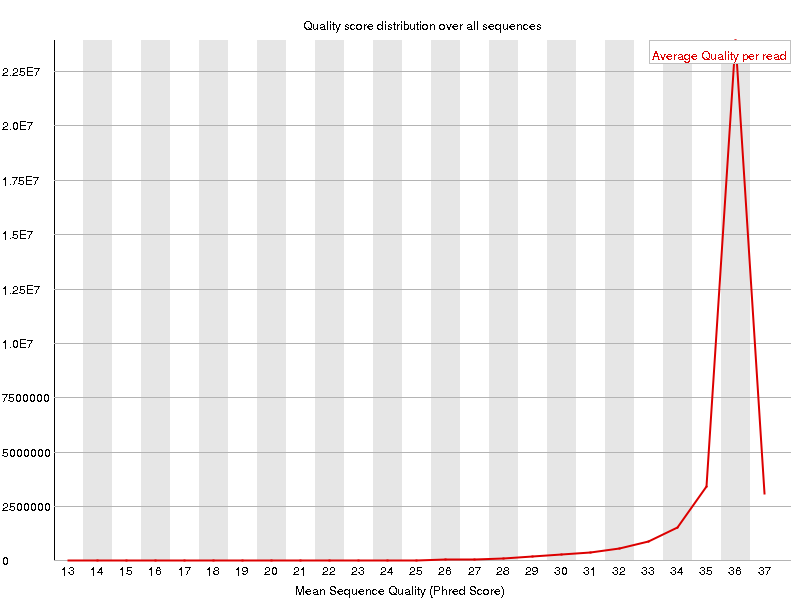 Quality score distribution over all sequences
Average Quality per read
2.25E7
2.0E7
1.75E7
1.5E7
1.25E7
1.0E7
7500000
5000000
2500000
0
13 14 15 16 17 18 19 20 21 22 23 24 25 26 27 28 29 30 31 32 33 34 35 36 37
Mean Sequence Quality (Phred Score)